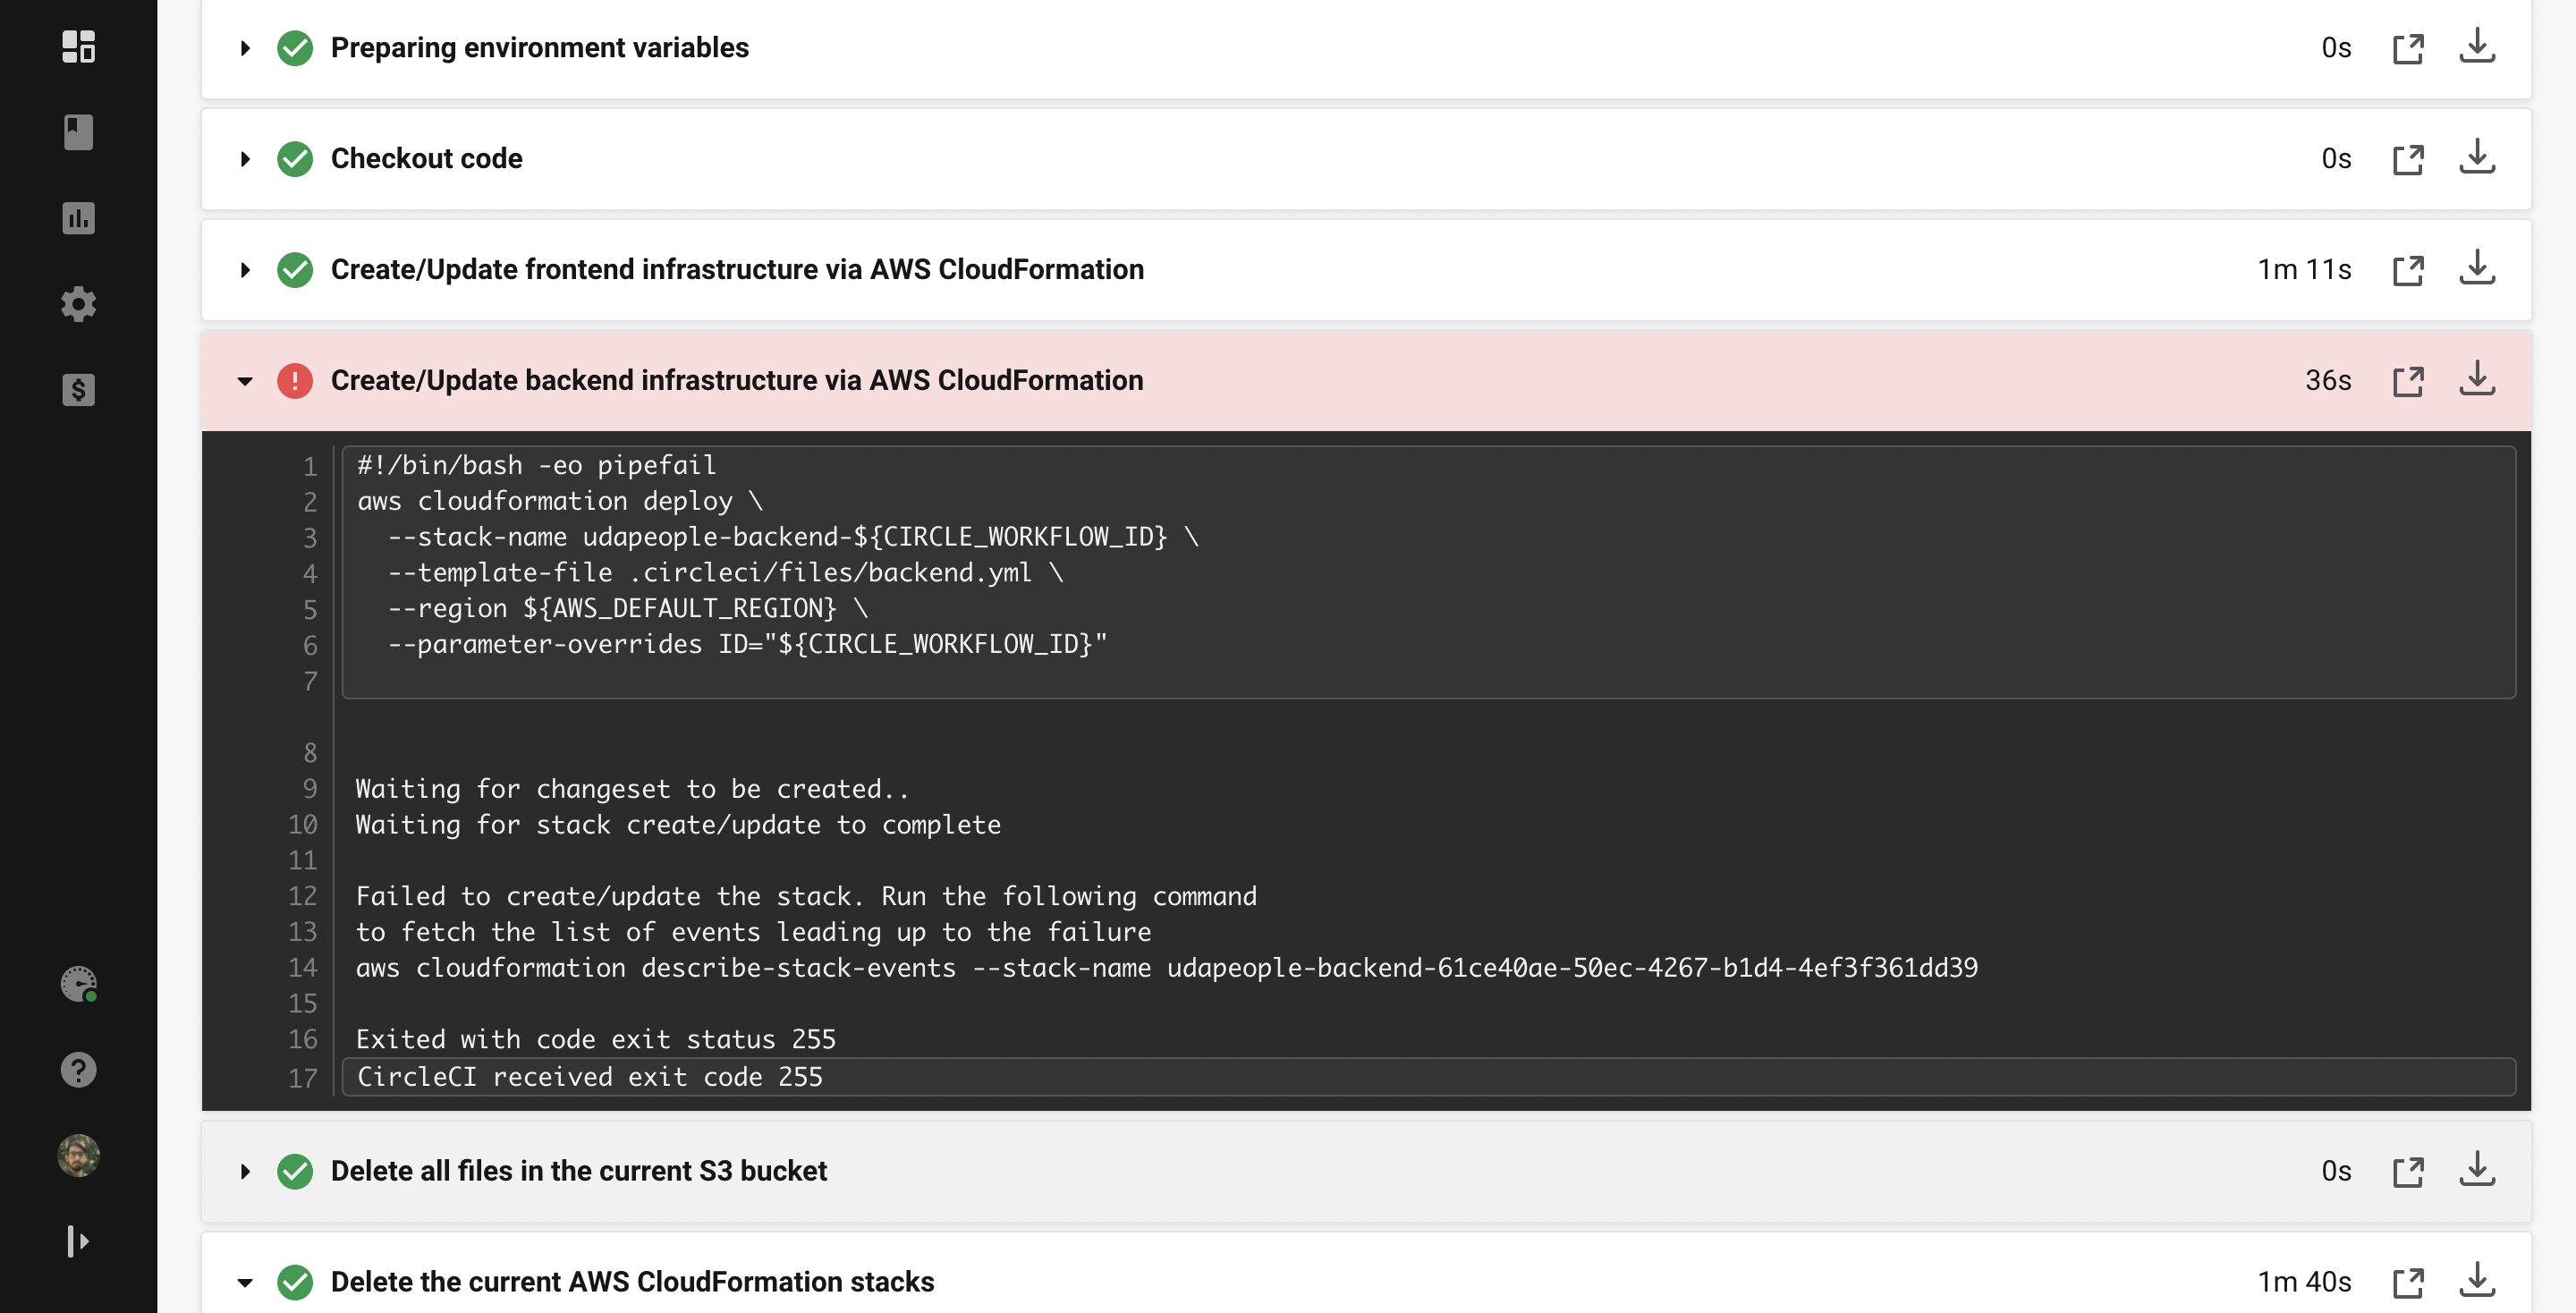 Preparing environment variables 0s
Checkout code 0s
Create/Update frontend infrastructure via AWS CloudFormation 1m 11s
Create/Update backend infrastructure via AWS CloudFormation 36s
1 #!/bin/bash -eo pipefail
2 aws cloudformation deploy \
3 --stack-name udapeople-backend-${CIRCLE_WORKFLOW_ID} \
4 --template-file .circleci/files/backend.yml \
5 --region ${AWS_DEFAULT_REGION} \
6 --parameter-overrides ID="${CIRCLE_WORKFLOW_ID}"
7
8
9 Waiting for changeset to be created..
10 Waiting for stack create/update to complete
11
12 Failed to create/update the stack. Run the following command
13 to fetch the list of events leading up to the failure
14 aws cloudformation describe-stack-events --stack-name udapeople-backend-61ce40ae-50ec-4267-b1d4-4ef3f361dd39
15
16 Exited with code exit status 255
17 CircleCI received exit code 255
Delete all files in the current S3 bucket 0s
Delete the current AWS CloudFormation stacks 1m 40s